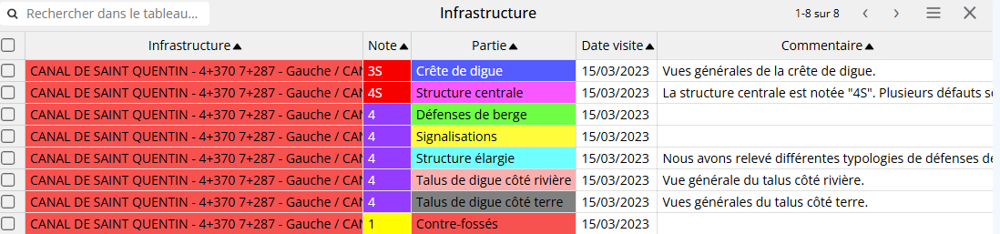 Rechercher dans le tableau... Infrastructure 1-8 sur 8
Infrastructure Note Partie Date visite Commentaire
CANAL DE SAINT QUENTIN - 4+370 7+287 - Gauche / CAN 3S Crête de digue 15/03/2023 Vues générales de la crête de digue.
CANAL DE SAINT QUENTIN - 4+370 7+287 - Gauche / CAN 4S Structure centrale 15/03/2023 La structure centrale est notée "4S". Plusieurs défauts se
CANAL DE SAINT QUENTIN - 4+370 7+287 - Gauche / CAN 4 Défenses de berge 15/03/2023
CANAL DE SAINT QUENTIN - 4+370 7+287 - Gauche / CAN 4 Signalisations 15/03/2023
CANAL DE SAINT QUENTIN - 4+370 7+287 - Gauche / CAN 4 Structure élargie 15/03/2023 Nous avons relevé différentes typologies de défenses de
CANAL DE SAINT QUENTIN - 4+370 7+287 - Gauche / CAN 4 Talus de digue côté rivière 15/03/2023 Vue générale du talus côté rivière.
CANAL DE SAINT QUENTIN - 4+370 7+287 - Gauche / CAN 4 Talus de digue côté terre 15/03/2023 Vues générales du talus côté terre.
CANAL DE SAINT QUENTIN - 4+370 7+287 - Gauche / CAN 1 Contre-fossés 15/03/2023